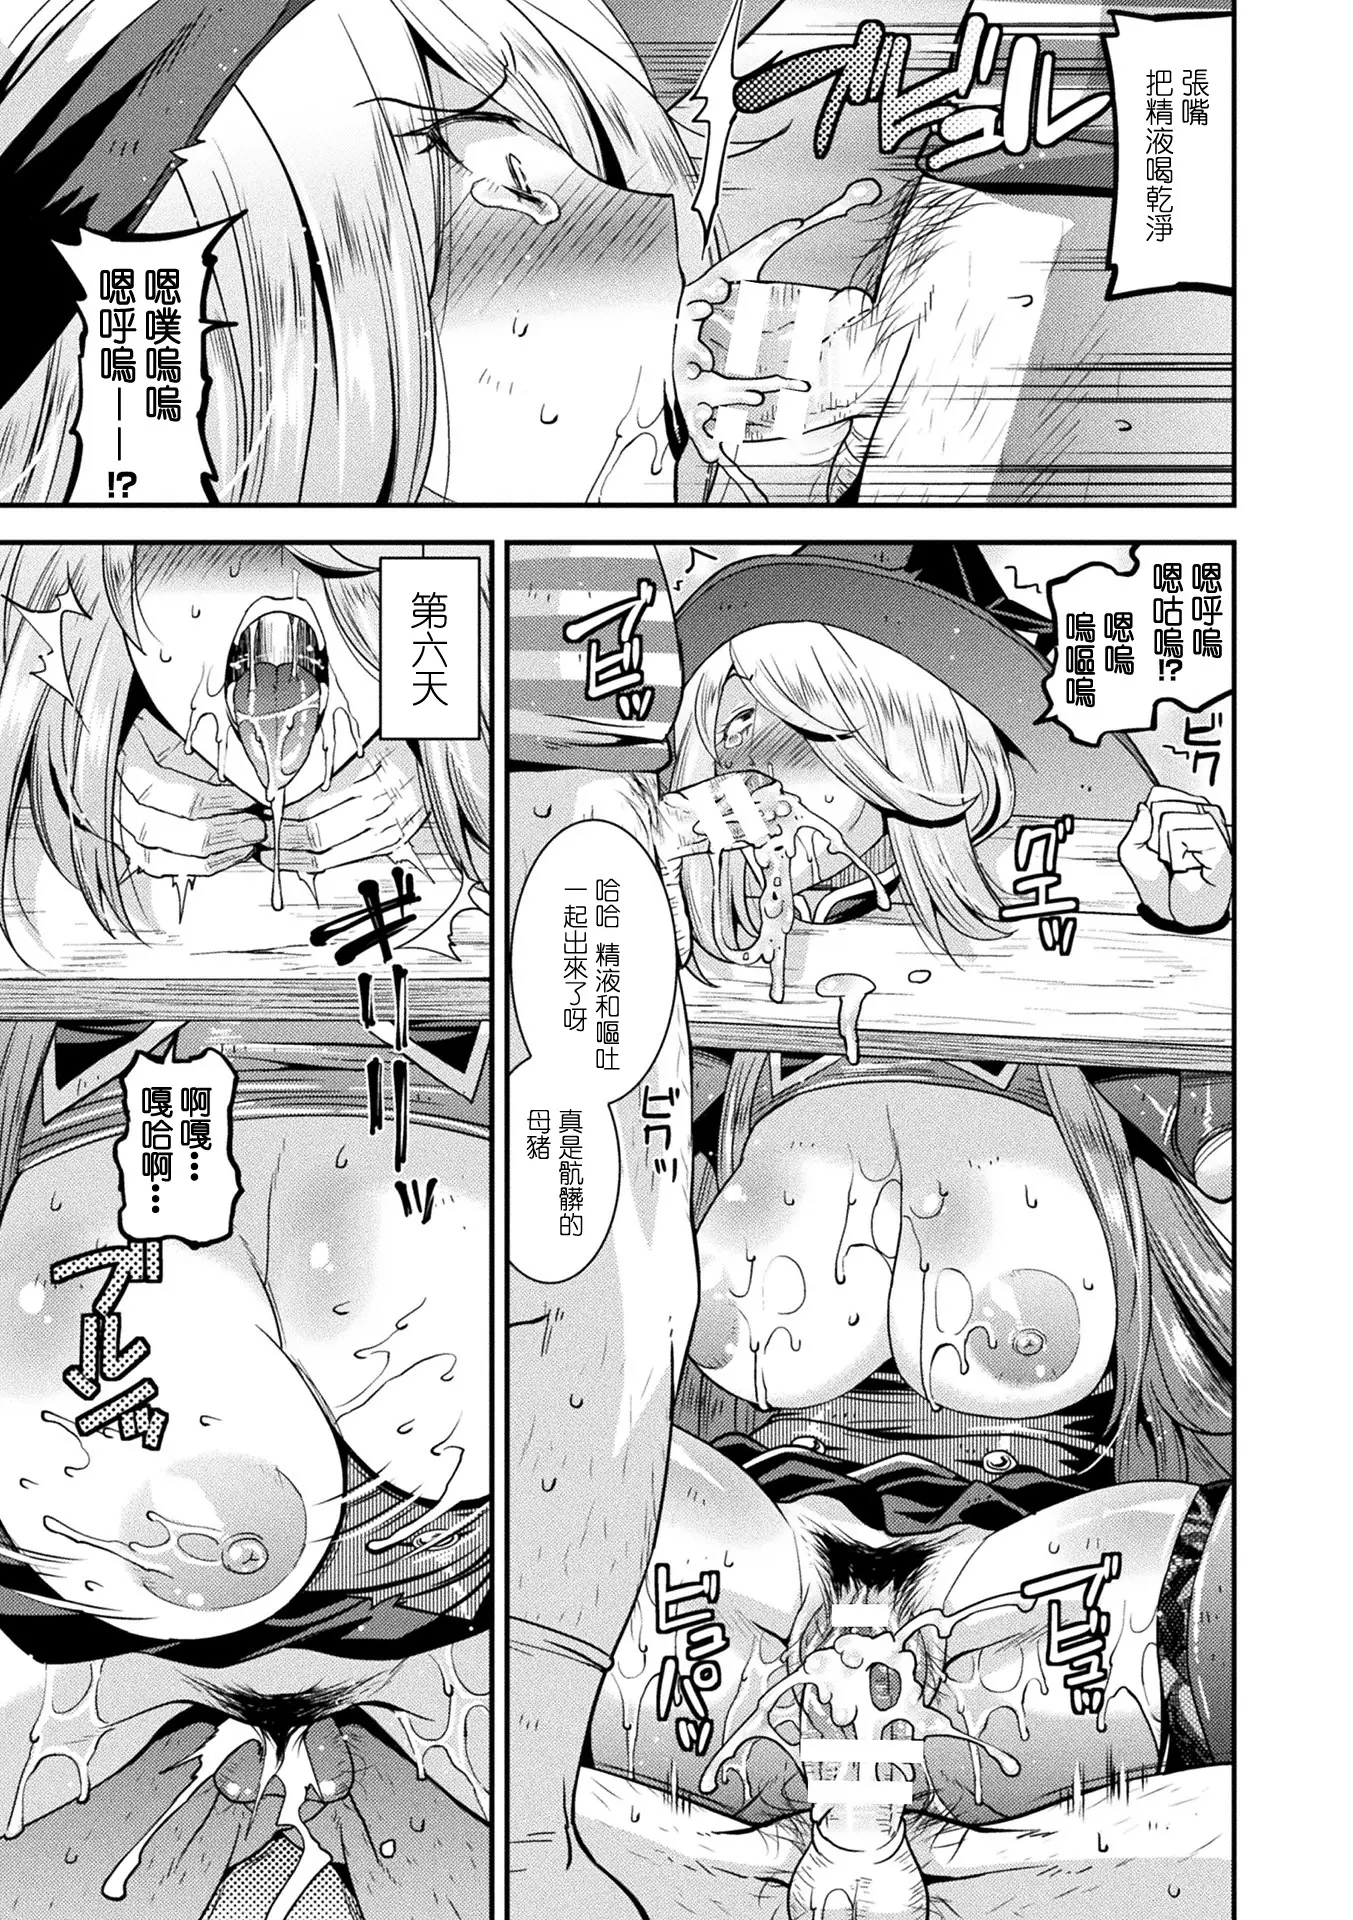 張嘴
把精液喝乾淨
嗯噗嗚嗚
嗯呼嗚——!?
嗯呼嗚
嗯咕嗚!?
嗯嗚
嗚嘔嗚
哈哈 精液和嘔吐
一起出來了呀
真是骯髒的
母豬
第六天
啊嘎…
嘎哈啊…